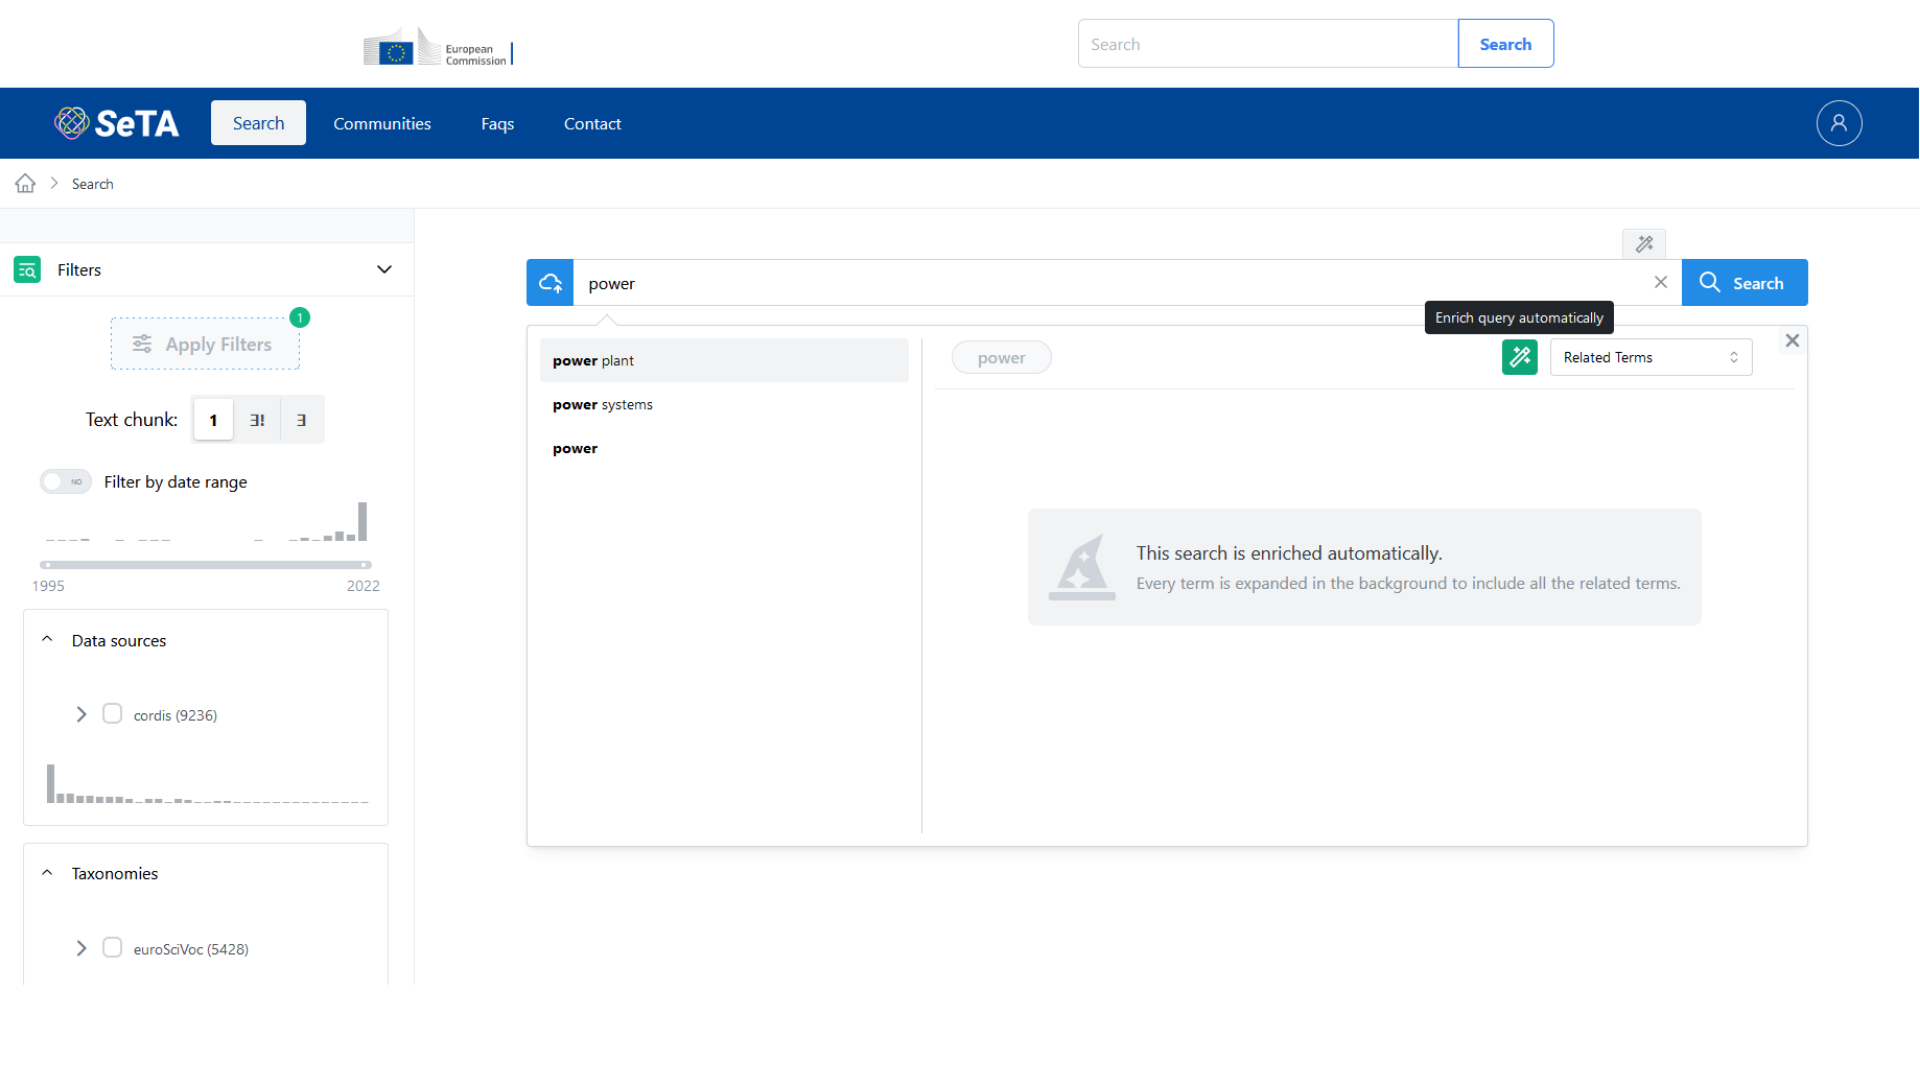 European
Commission
Search
Search
SeTA
Search
Communities
Faqs
Contact
Search
Filters
1
Apply Filters
Text chunk:
1
∃!
∃
NO
Filter by date range
1995
2022
Data sources
cordis (9236)
Taxonomies
euroSciVoc (5428)
power
Search
Enrich query automatically
power plant
power systems
power
power
Related Terms
This search is enriched automatically.
Every term is expanded in the background to include all the related terms.